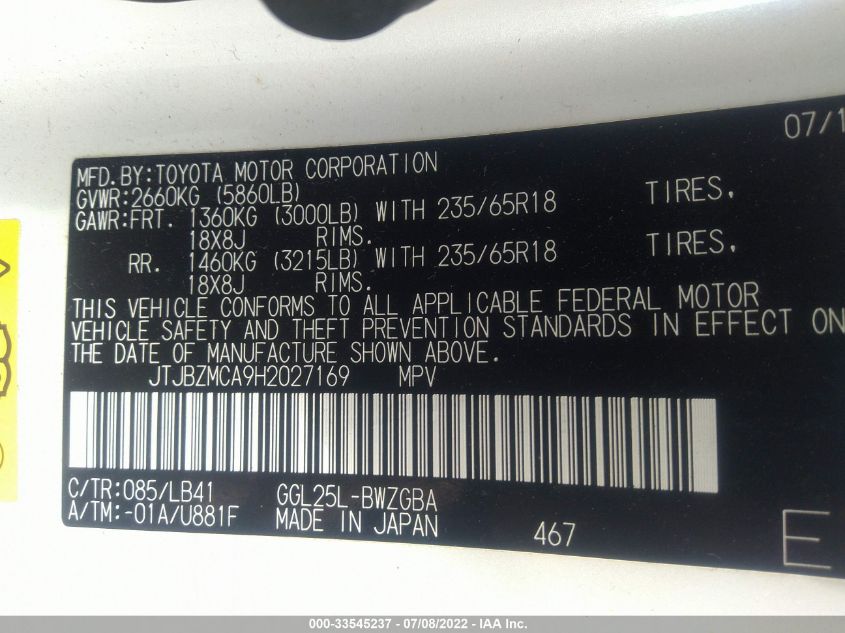 07/1
MFD.BY:TOYOTA MOTOR CORPORATION
GVWR:2660KG (5860LB)
GAWR:FRT. 1360KG (3000LB) WITH 235/65R18 TIRES,
18X8J RIMS.
RR. 1460KG (3215LB) WITH 235/65R18 TIRES,
18X8J RIMS.
THIS VEHICLE CONFORMS TO ALL APPLICABLE FEDERAL MOTOR
VEHICLE SAFETY AND THEFT PREVENTION STANDARDS IN EFFECT ON
THE DATE OF MANUFACTURE SHOWN ABOVE.
JTJBZMCA9H2027169 MPV
C/TR:085/LB41 GGL25L-BWZGBA
A/TM:-01A/U881F MADE IN JAPAN 467 E
000-33545237 - 07/08/2022 - IAA Inc.